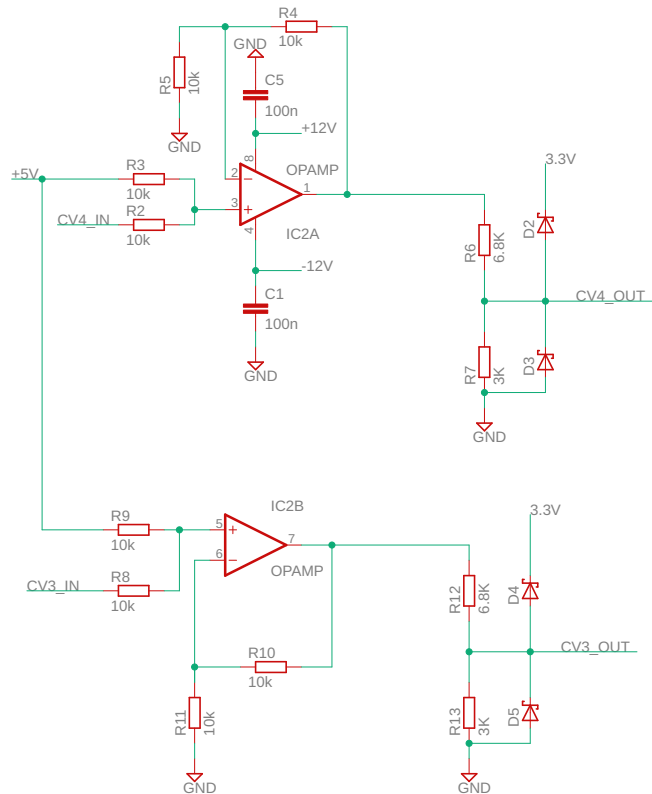 R4
10k
GND
R5
10k
C5
100n
GND
+12V
8
OPAMP
+5V
R3
10k
2
1
3.3V
CV4_IN
R2
10k
3
4
IC2A
D2
R6
6.8K
-12V
C1
100n
CV4_OUT
GND
R7
3K
D3
GND
IC2B
3.3V
R9
10k
5
7
6
OPAMP
CV3_IN
R8
10k
R12
6.8K
D4
R10
10k
CV3_OUT
R11
10k
R13
3K
D5
GND
GND